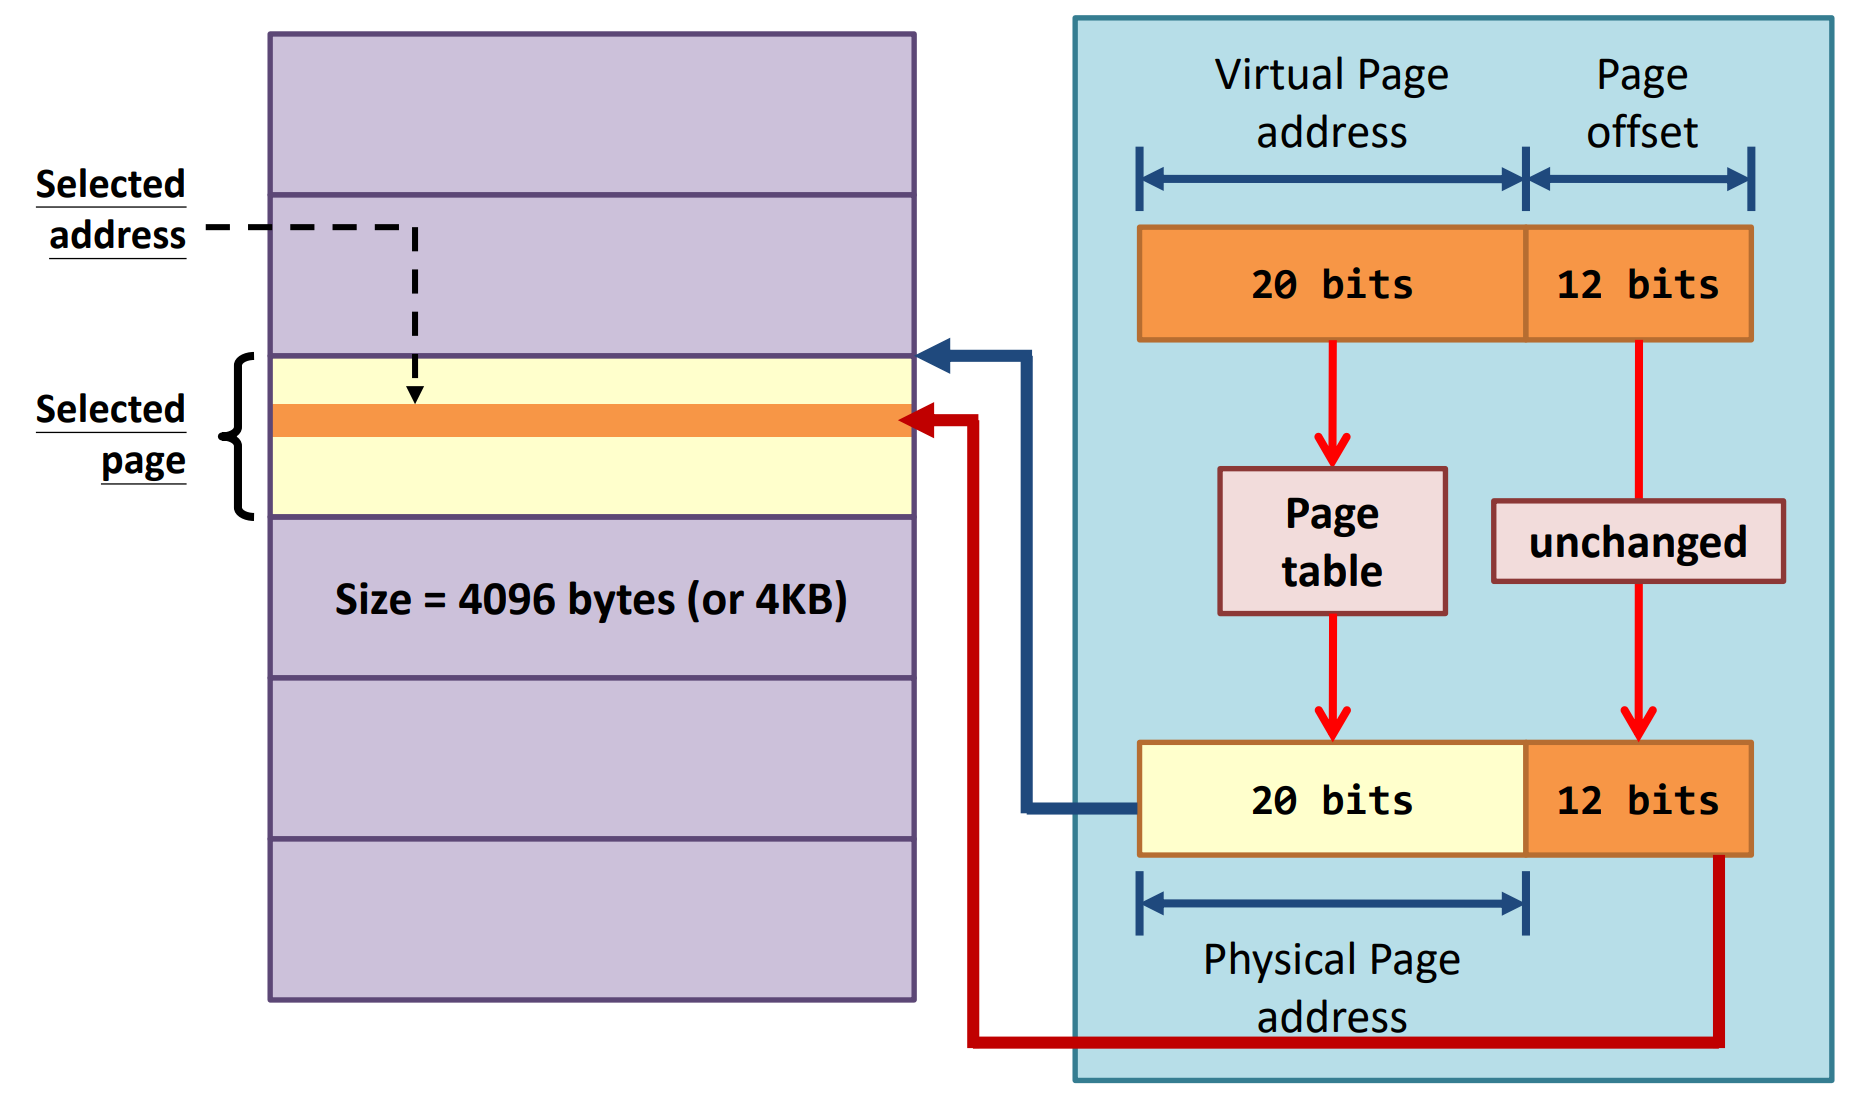 Selected
address
Selected
page
Size = 4096 bytes (or 4KB)
Virtual Page
address
Page
offset
20 bits
12 bits
Page
table
unchanged
20 bits
12 bits
Physical Page
address